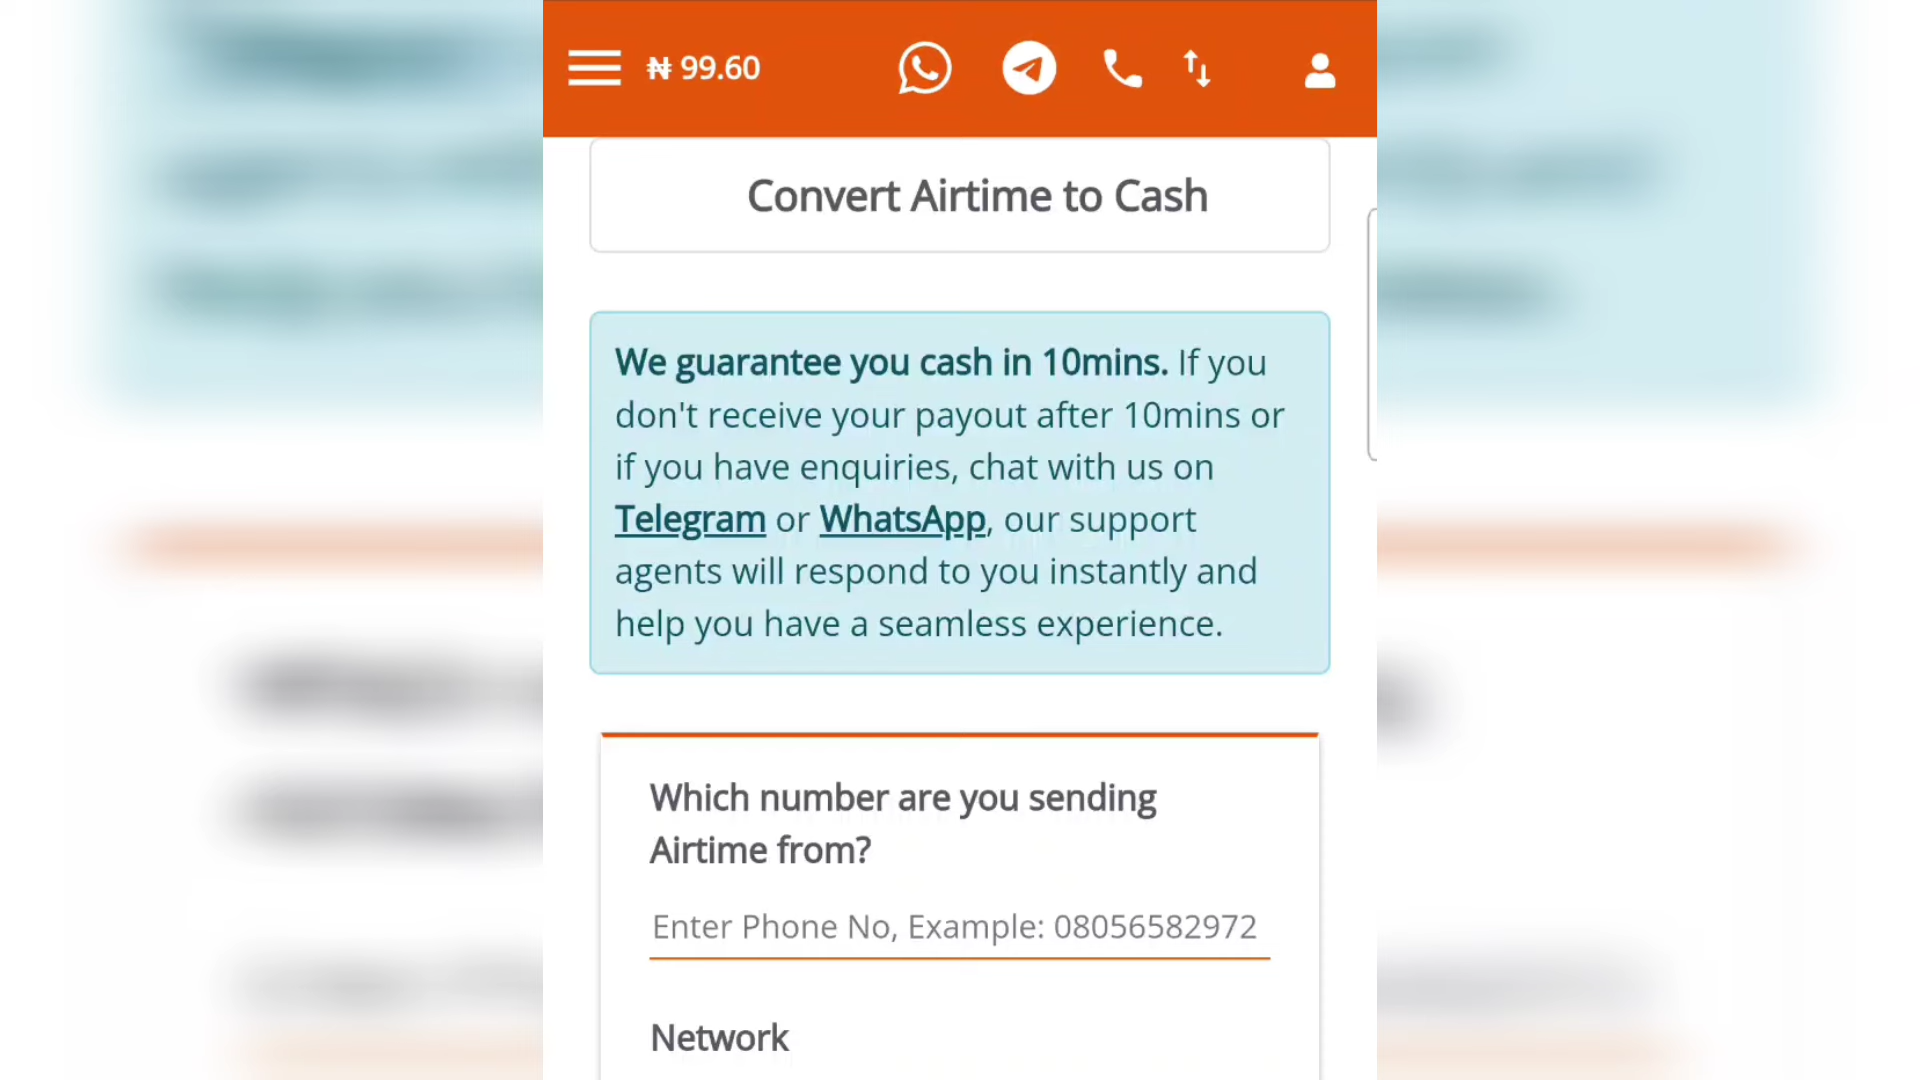 ₦ 99.60
Convert Airtime to Cash
We guarantee you cash in 10mins. If you
don't receive your payout after 10mins or
if you have enquiries, chat with us on
Telegram or WhatsApp, our support
agents will respond to you instantly and
help you have a seamless experience.
Which number are you sending
Airtime from?
Enter Phone No, Example: 08056582972
Network